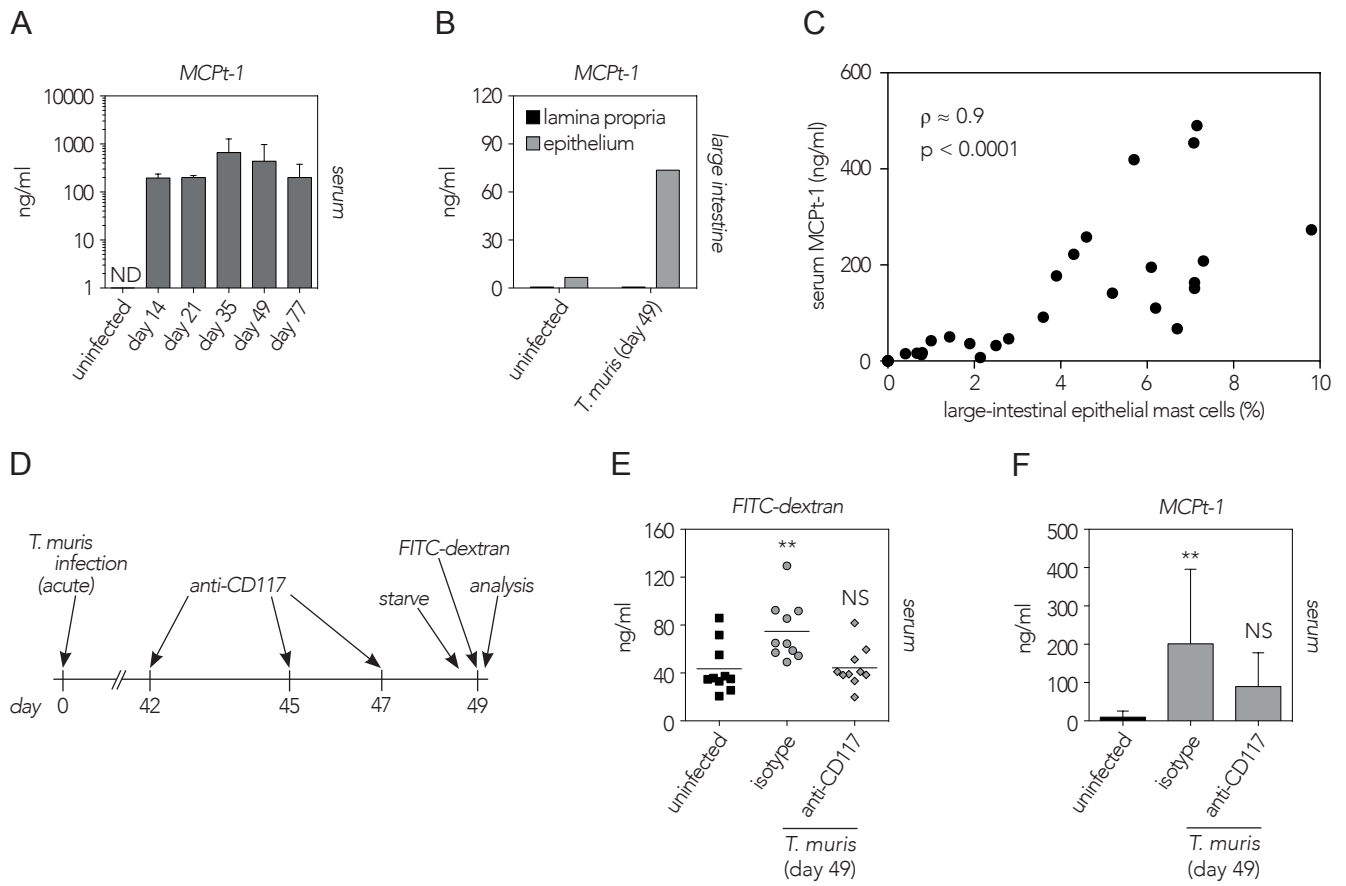 A
MCPt-1
10000
1000
100
10
1
ng/ml
ND
serum
uninfected
day 14
day 21
day 35
day 49
day 77
B
MCPt-1
120
90
60
30
0
ng/ml
lamina propria
epithelium
large intestine
uninfected
T. muris (day 49)
C
600
400
200
0
serum MCPt-1 (ng/ml)
ρ ≈ 0.9
p < 0.0001
0 2 4 6 8 10
large-intestinal epithelial mast cells (%)
D
T. muris
infection
(acute)
anti-CD117
starve
FITC-dextran
analysis
day 0 42 45 47 49
E
FITC-dextran
160
120
80
40
0
ng/ml
**
NS
serum
uninfected
isotype
anti-CD117
T. muris
(day 49)
F
MCPt-1
500
400
300
200
100
0
ng/ml
**
NS
serum
uninfected
isotype
anti-CD117
T. muris
(day 49)